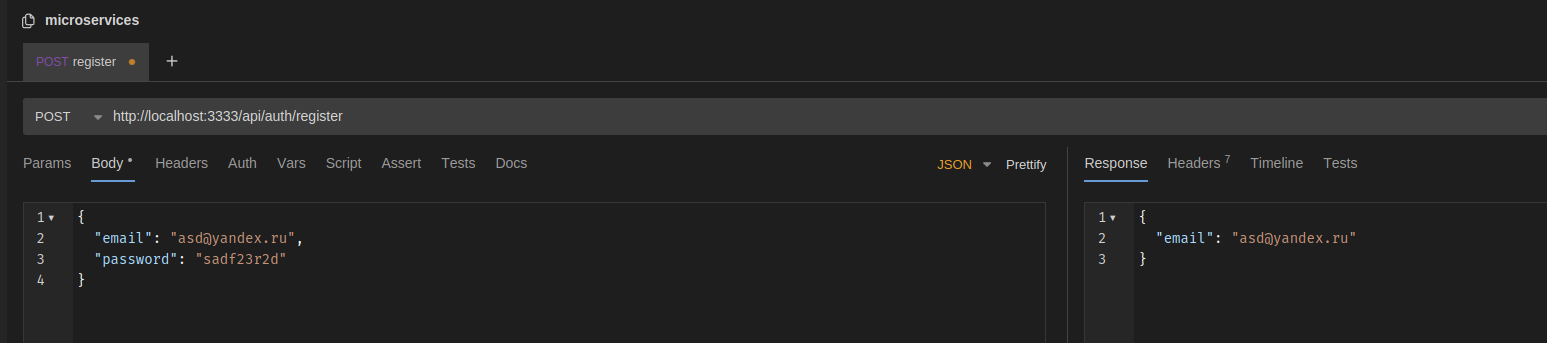 microservices
POST register
POST http://localhost:3333/api/auth/register
Params Body Headers Auth Vars Script Assert Tests Docs JSON Prettify
Response Headers 7 Timeline Tests
1 {
2 "email": "asd@yandex.ru",
3 "password": "sadf23r2d"
4 }
1 {
2 "email": "asd@yandex.ru"
3 }